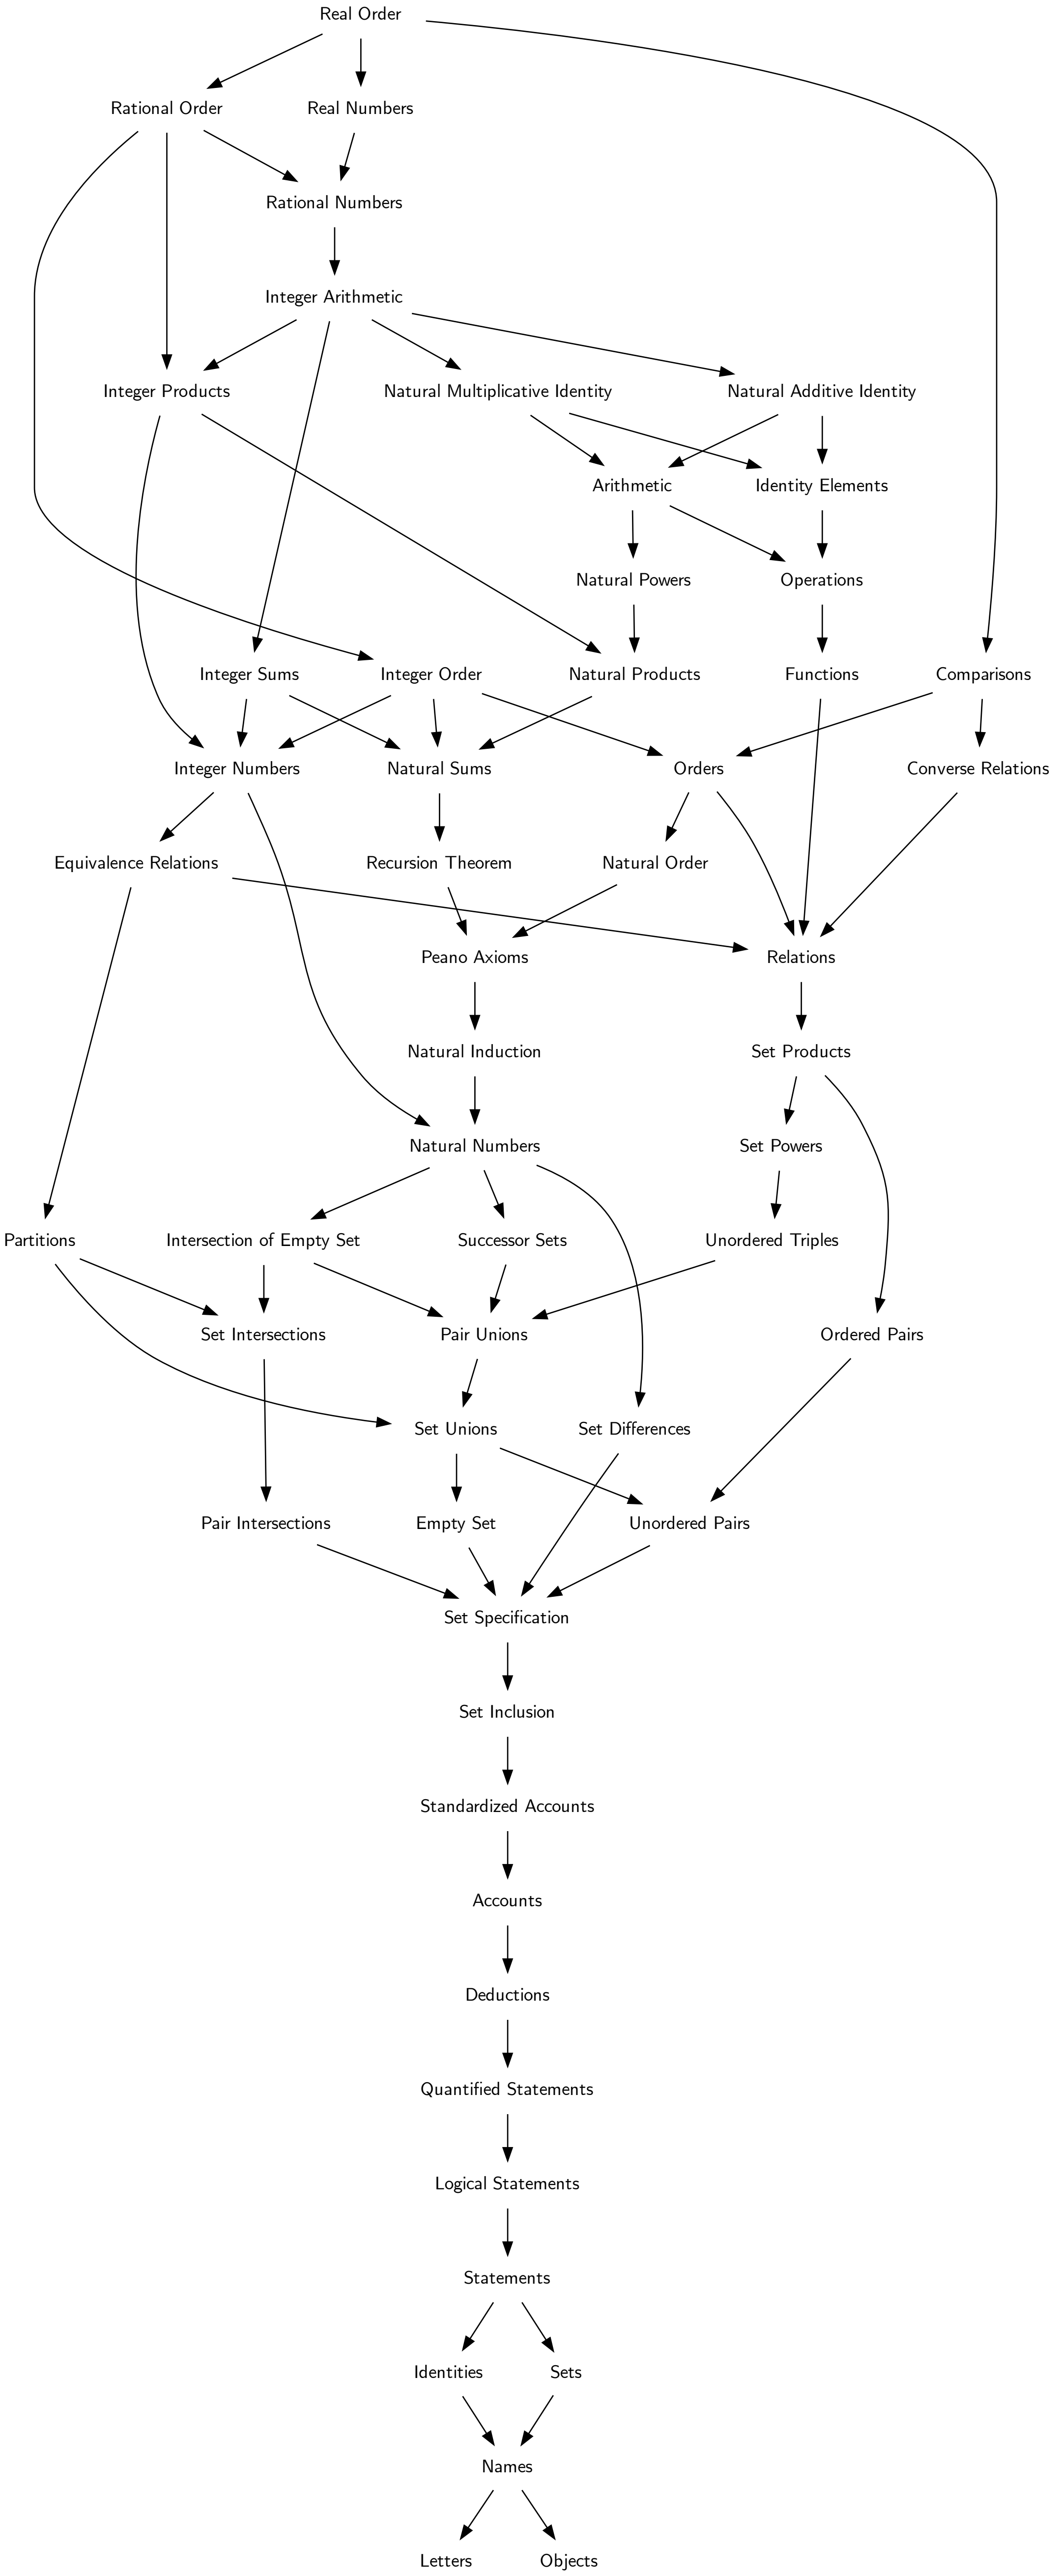 Real Order
Rational Order
Real Numbers
Rational Numbers
Integer Arithmetic
Integer Products
Natural Multiplicative Identity
Natural Additive Identity
Arithmetic
Identity Elements
Natural Powers
Operations
Integer Sums
Integer Order
Natural Products
Functions
Comparisons
Integer Numbers
Natural Sums
Orders
Converse Relations
Equivalence Relations
Recursion Theorem
Natural Order
Peano Axioms
Relations
Natural Induction
Set Products
Natural Numbers
Set Powers
Partitions
Intersection of Empty Set
Successor Sets
Unordered Triples
Set Intersections
Pair Unions
Ordered Pairs
Set Unions
Set Differences
Pair Intersections
Empty Set
Unordered Pairs
Set Specification
Set Inclusion
Standardized Accounts
Accounts
Deductions
Quantified Statements
Logical Statements
Statements
Identities
Sets
Names
Letters
Objects